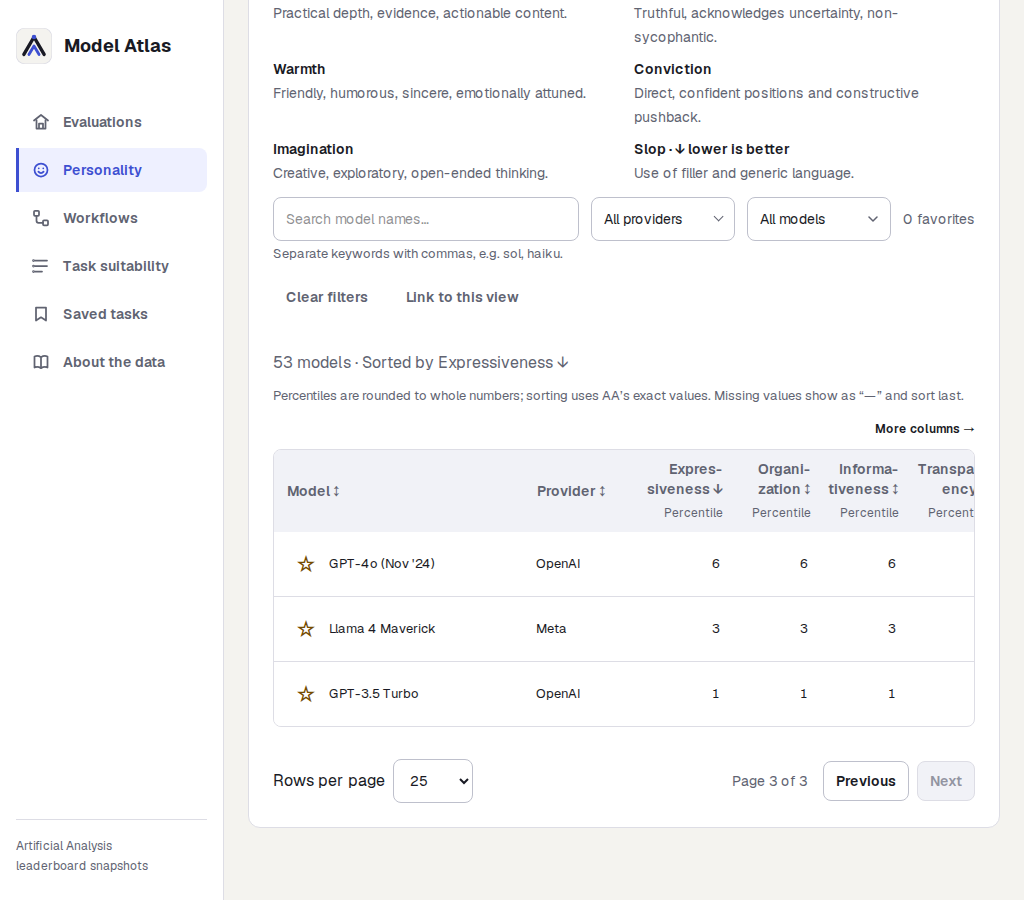 Model Atlas
Evaluations
Personality
Workflows
Task suitability
Saved tasks
About the data
Artificial Analysis
leaderboard snapshots
Practical depth, evidence, actionable content.
Truthful, acknowledges uncertainty, non-
sycophantic.
Warmth
Friendly, humorous, sincere, emotionally attuned.
Conviction
Direct, confident positions and constructive
pushback.
Imagination
Creative, exploratory, open-ended thinking.
Slop · ↓ lower is better
Use of filler and generic language.
Search model names…
All providers
All models
0 favorites
Separate keywords with commas, e.g. sol, haiku.
Clear filters
Link to this view
53 models · Sorted by Expressiveness ↓
Percentiles are rounded to whole numbers; sorting uses AA's exact values. Missing values show as “—” and sort last.
More columns →
Model ↕
Provider ↕
Expres-
siveness ↓
Percentile
Organi-
zation ↕
Percentile
Informa-
tiveness ↕
Percentile
Transpa
ency
Percent
GPT-4o (Nov '24) OpenAI 6 6 6
Llama 4 Maverick Meta 3 3 3
GPT-3.5 Turbo OpenAI 1 1 1
Rows per page 25
Page 3 of 3
Previous
Next